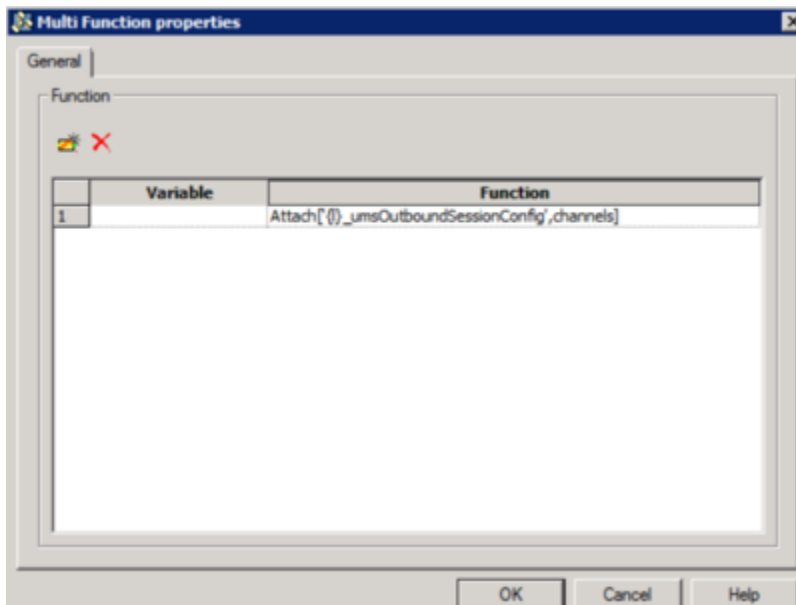 Multi Function properties
General
Function
Variable Function
1 Attach['{|}_umsOutboundSessionConfig',channels]
OK Cancel Help